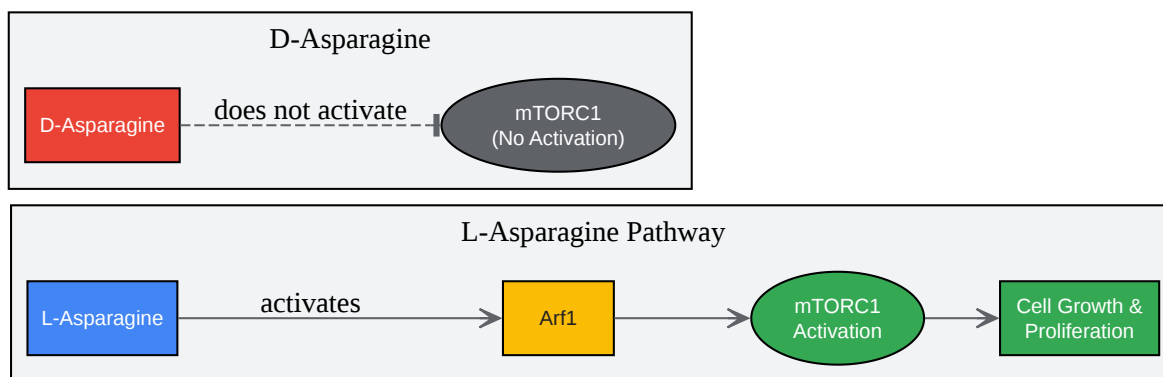 D-Asparagine
D-Asparagine
does not activate
mTORC1
(No Activation)
L-Asparagine Pathway
L-Asparagine
activates
Arf1
mTORC1
Activation
Cell Growth &
Proliferation